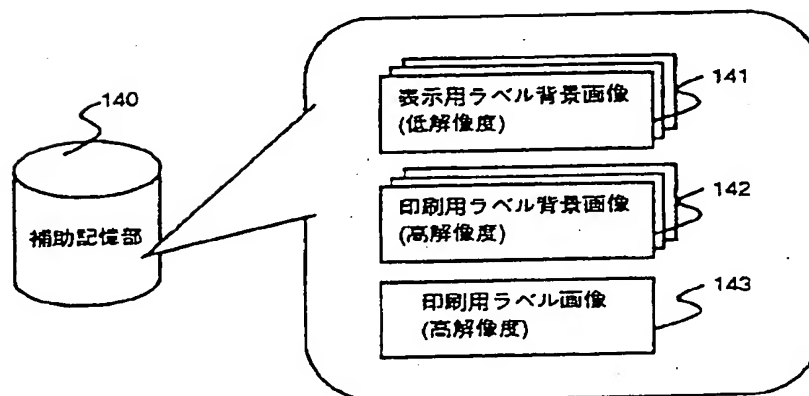 140
補助記憶部
表示用ラベル背景画像
(低解像度)
141
印刷用ラベル背景画像
(高解像度)
142
印刷用ラベル画像
(高解像度)
143